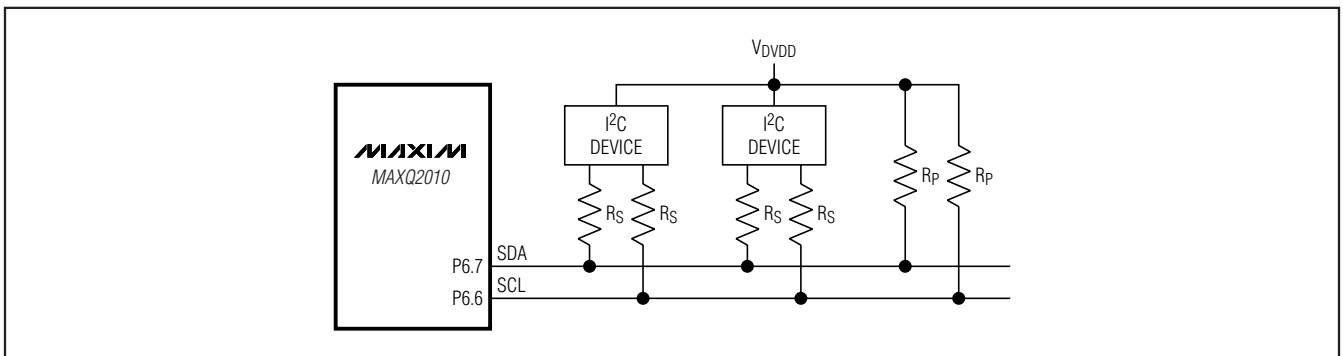 VDVDD
I2C
DEVICE
I2C
DEVICE
MAXIM
MAXQ2010
RS
RS
RS
RS
RP
RP
P6.7
SDA
P6.6
SCL